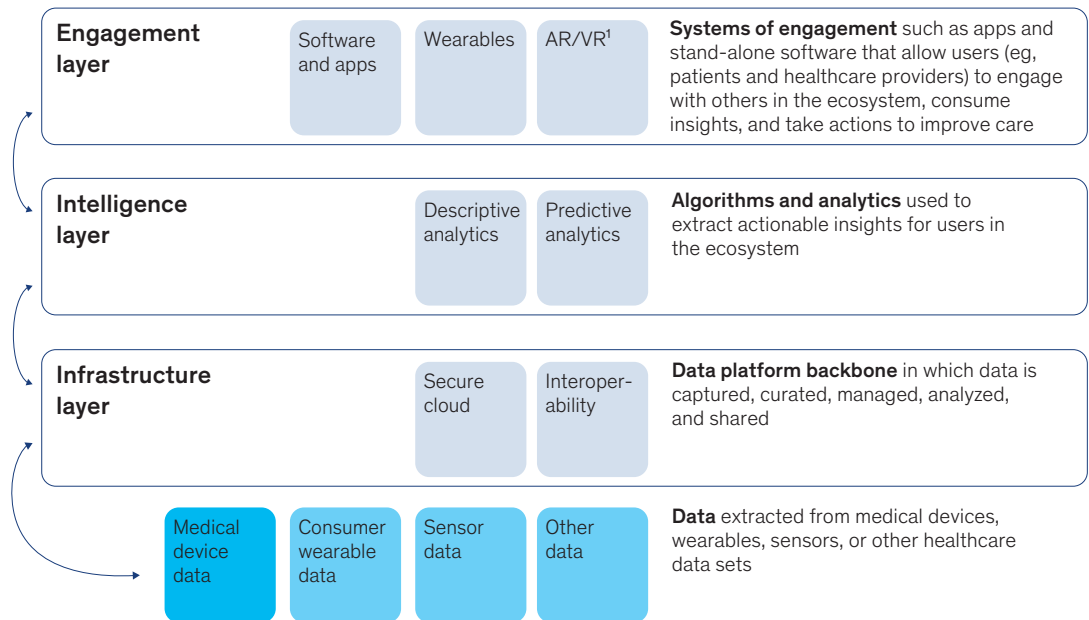 Engagement
layer
Software
and apps
Wearables
AR/VR¹
Systems of engagement such as apps and
stand-alone software that allow users (eg,
patients and healthcare providers) to engage
with others in the ecosystem, consume
insights, and take actions to improve care
Intelligence
layer
Descriptive
analytics
Predictive
analytics
Algorithms and analytics used to
extract actionable insights for users in
the ecosystem
Infrastructure
layer
Secure
cloud
Interoper-
ability
Data platform backbone in which data is
captured, curated, managed, analyzed,
and shared
Medical
device
data
Consumer
wearable
data
Sensor
data
Other
data
Data extracted from medical devices,
wearables, sensors, or other healthcare
data sets